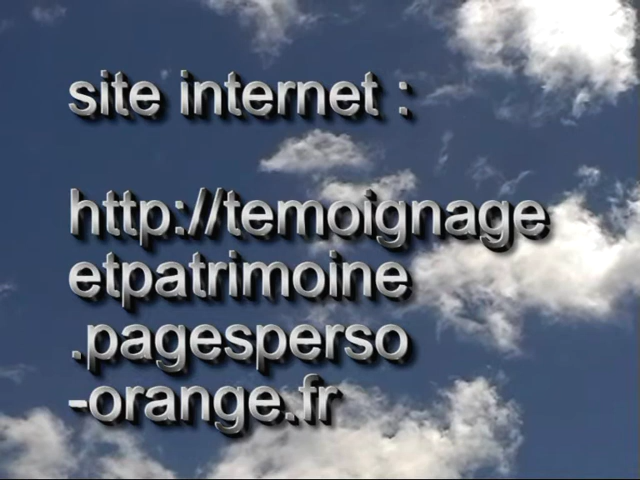 site internet :
http://temoignage
etpatrimoine
.pagesperso
-orange.fr